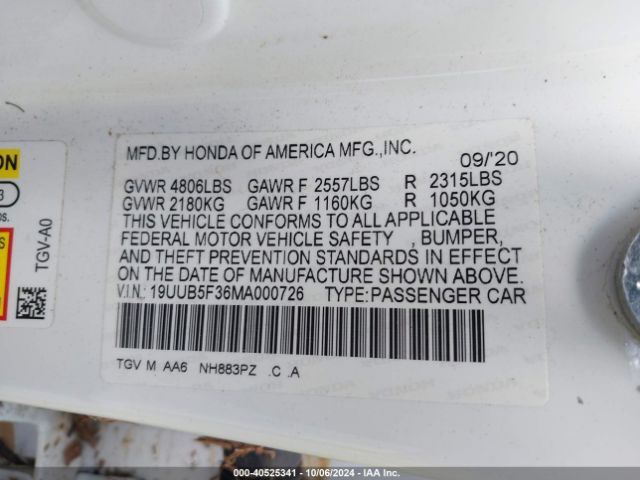 MFD.BY HONDA OF AMERICA MFG.,INC. 09/'20
GVWR 4806LBS GAWR F 2557LBS R 2315LBS
GVWR 2180KG GAWR F 1160KG R 1050KG
THIS VEHICLE CONFORMS TO ALL APPLICABLE
FEDERAL MOTOR VEHICLE SAFETY , BUMPER,
AND THEFT PREVENTION STANDARDS IN EFFECT
ON THE DATE OF MANUFACTURE SHOWN ABOVE.
V.I.N.: 19UUB5F36MA000726 TYPE:PASSENGER CAR
TGV M AA6 NH883PZ .C .A
ON
3
os.
S
TGV-A0
000-40525341 - 10/06/2024 - IAA Inc.